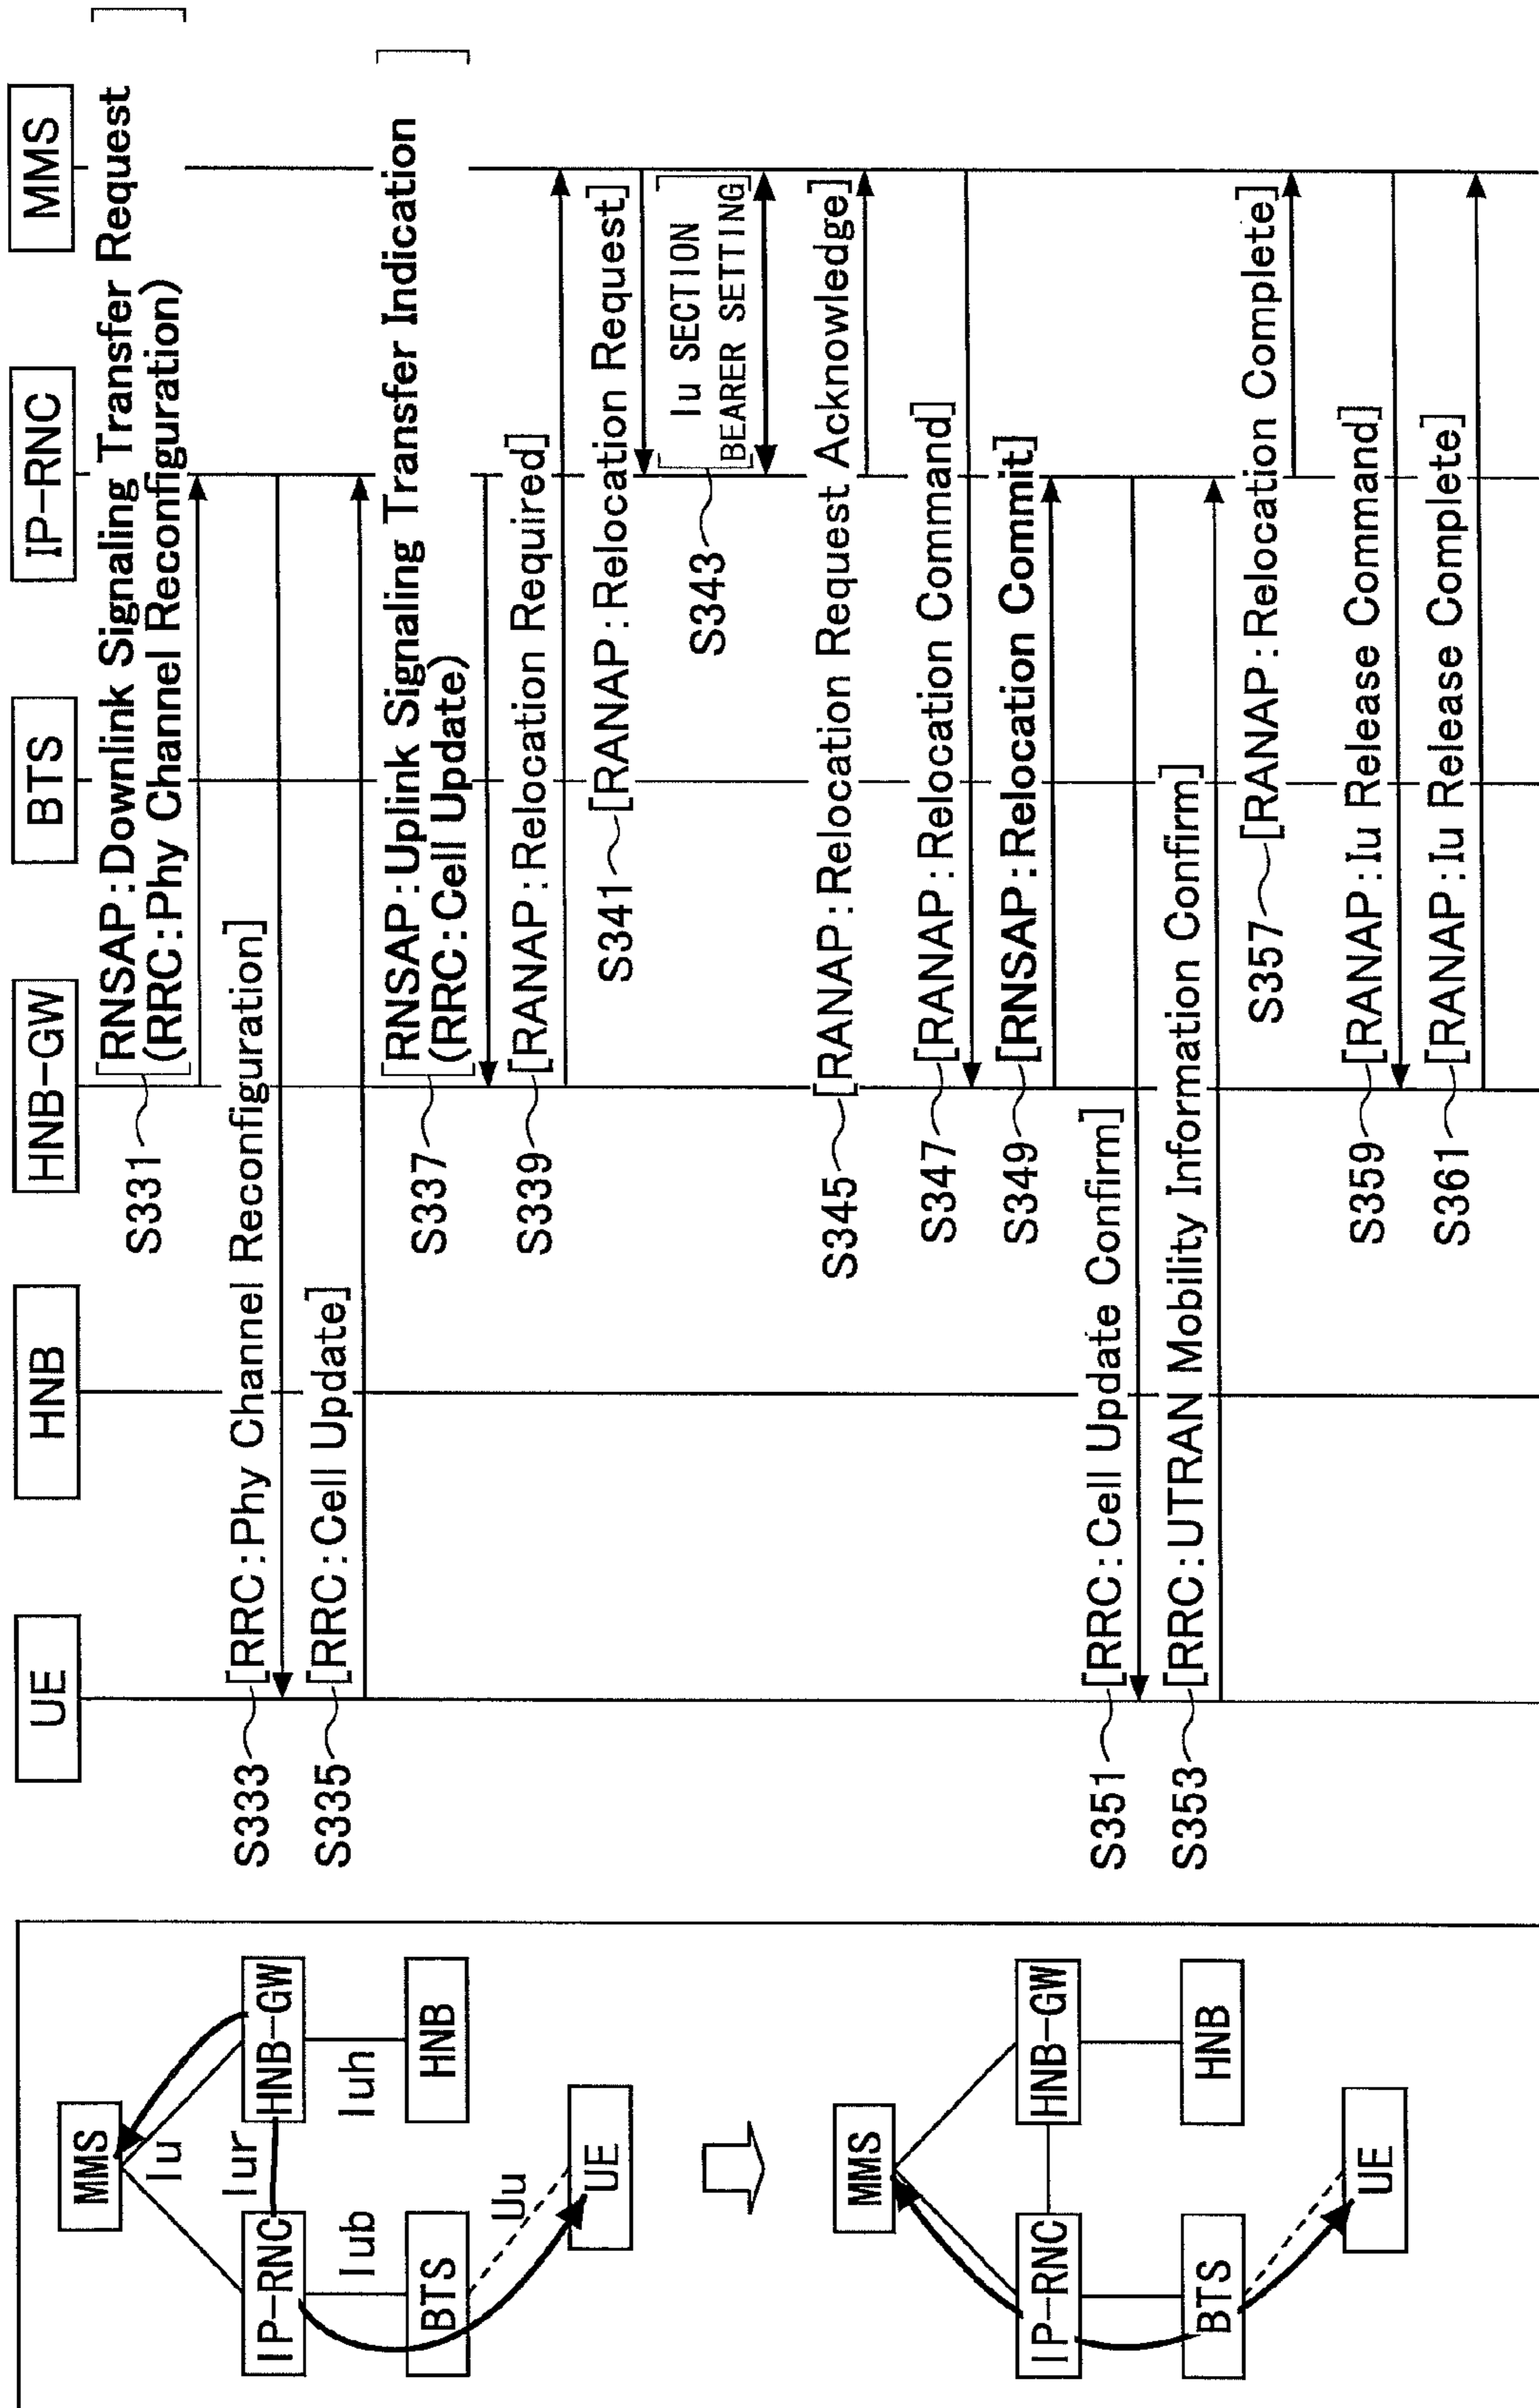 UE
HNB
HNB-GW
BTS
IP-RNC
MMS
S331
[RNSAP:Downlink Signaling Transfer Request
(RRC:Phy Channel Reconfiguration)]
S333
[RRC:Phy Channel Reconfiguration]
S335
[RRC:Cell Update]
S337
[RNSAP:Uplink Signaling Transfer Indication
(RRC:Cell Update)]
S339
[RANAP:Relocation Required]
S341
[RANAP:Relocation Request]
S343
[Iu SECTION
BEARER SETTING]
S345
[RANAP:Relocation Request Acknowledge]
S347
[RANAP:Relocation Command]
S349
[RNSAP:Relocation Commit]
S351
[RRC:Cell Update Confirm]
S353
[RRC:UTRAN Mobility Information Confirm]
S357
[RANAP:Relocation Complete]
S359
[RANAP:Iu Release Command]
S361
[RANAP:Iu Release Complete]
MMS
Iu
IP-RNC
Iur
HNB-GW
Iub
Iuh
BTS
HNB
Uu
UE
MMS
IP-RNC
HNB-GW
BTS
HNB
UE